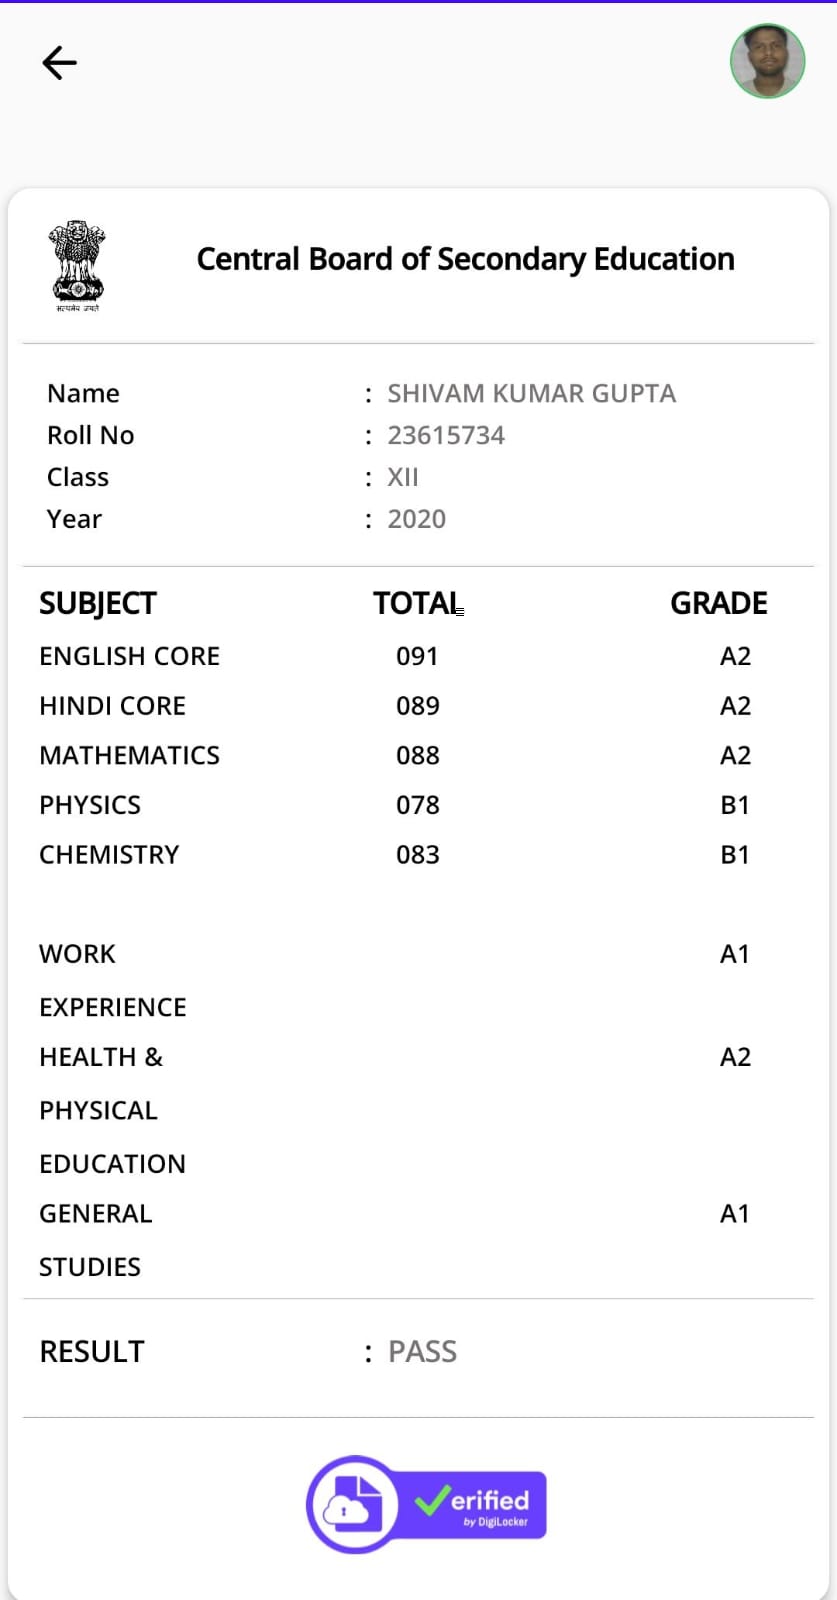 Central Board of Secondary Education
सत्यमेव जयते
Name : SHIVAM KUMAR GUPTA
Roll No : 23615734
Class : XII
Year : 2020
SUBJECT TOTAL GRADE
ENGLISH CORE 091 A2
HINDI CORE 089 A2
MATHEMATICS 088 A2
PHYSICS 078 B1
CHEMISTRY 083 B1
WORK A1
EXPERIENCE
HEALTH & A2
PHYSICAL
EDUCATION
GENERAL A1
STUDIES
RESULT : PASS
Verified
by DigiLocker